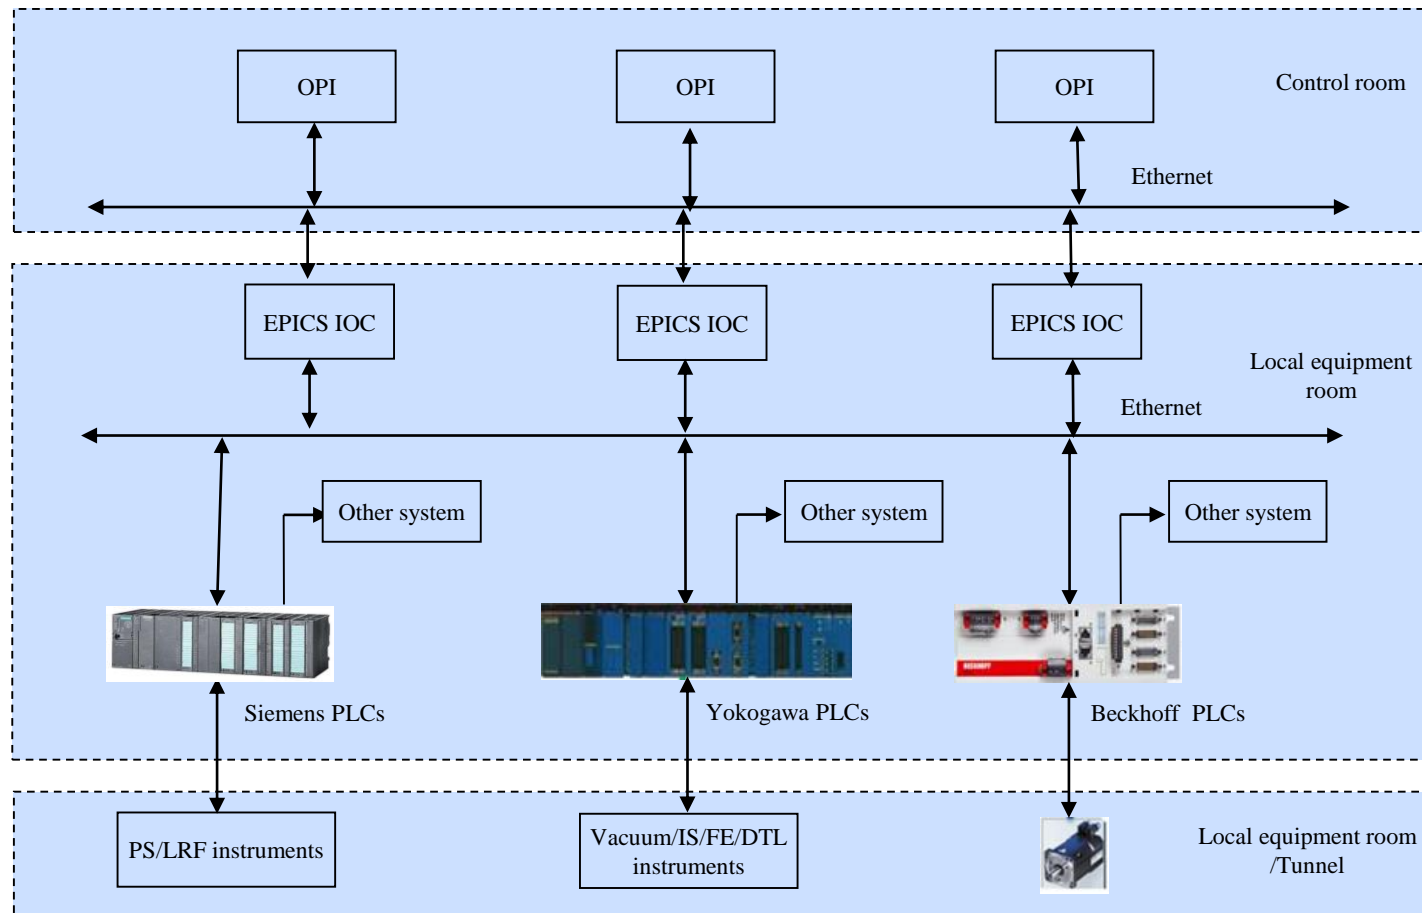 OPI
OPI
OPI
Control room
Ethernet
EPICS IOC
EPICS IOC
EPICS IOC
Local equipment
room
Ethernet
Other system
Other system
Other system
BECKHOFF
Siemens PLCs
Yokogawa PLCs
Beckhoff PLCs
PS/LRF instruments
Vacuum/IS/FE/DTL
instruments
Local equipment room
/Tunnel